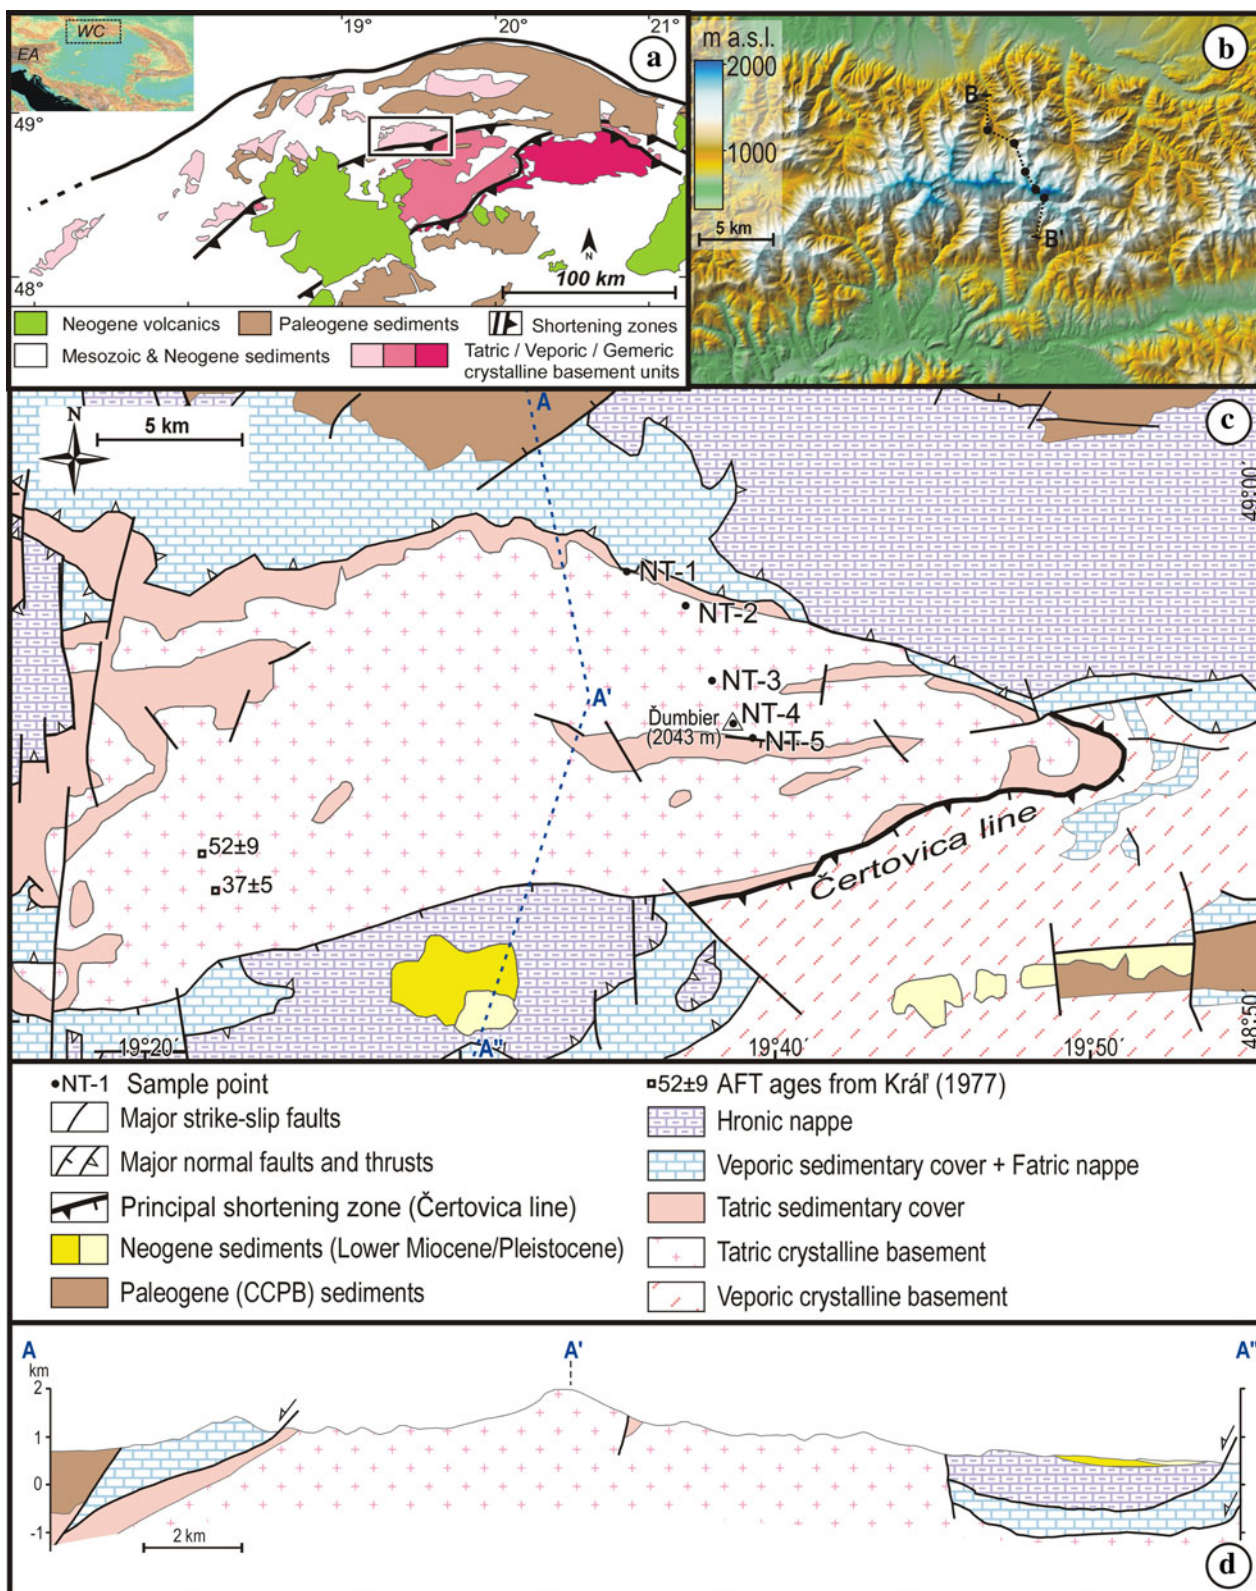 WC
EA
19°
20°
21°
a
49°
48°
N
100 km
Neogene volcanics
Paleogene sediments
Shortening zones
Mesozoic & Neogene sediments
Tatric / Veporic / Gemeric
crystalline basement units
b
m a.s.l.
2000
1000
5 km
B
B'
c
N
5 km
A
49°00´
NT-1
NT-2
NT-3
A'
Ďumbier
(2043 m)
NT-4
NT-5
Čertovica line
52±9
37±5
A"
19°20´
19°40´
19°50´
48°50´
NT-1 Sample point
52±9 AFT ages from Kráľ (1977)
Major strike-slip faults
Hronic nappe
Major normal faults and thrusts
Veporic sedimentary cover + Fatric nappe
Principal shortening zone (Čertovica line)
Tatric sedimentary cover
Neogene sediments (Lower Miocene/Pleistocene)
Tatric crystalline basement
Paleogene (CCPB) sediments
Veporic crystalline basement
A
A'
A"
km
2
1
0
-1
2 km
d